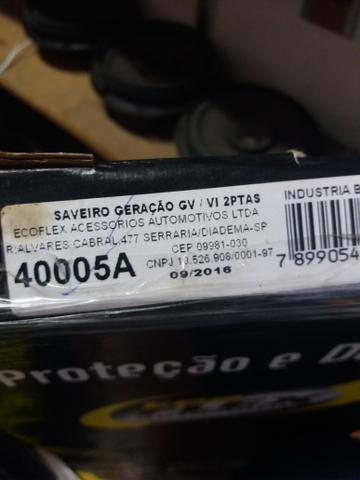 SAVEIRO GERAÇÃO GV / VI 2PTAS
ECOFLEX ACESSORIOS AUTOMOTIVOS LTDA
R:ALVARES CABRAL,477 SERRARIA/DIADEMA-SP
CEP 09981-030
40005A
CNPJ 10.526.908/0001-97
09/2016
INDUSTRIA B
7 899054
Proteção e D